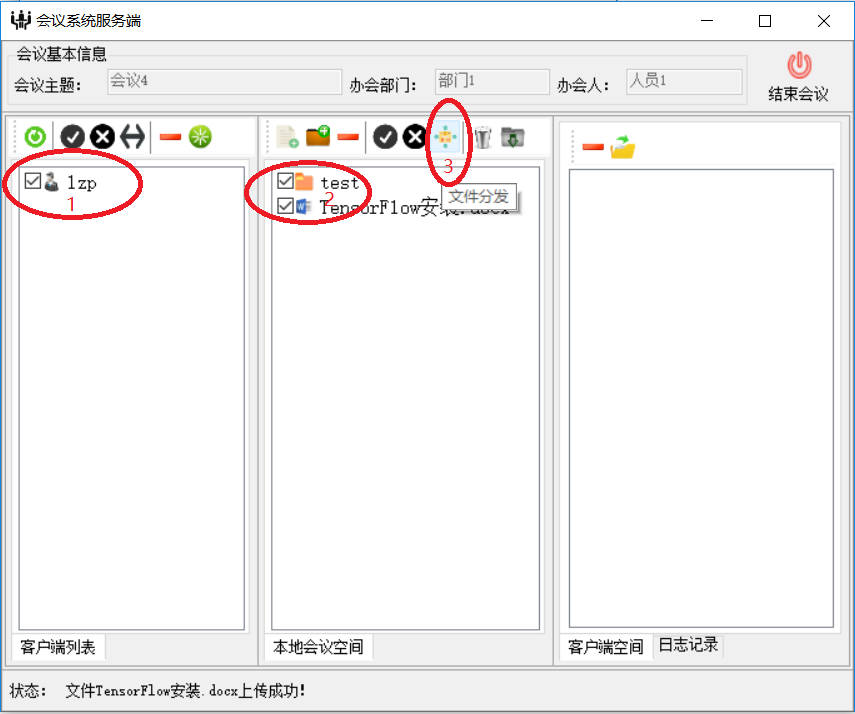 会议系统服务端
会议基本信息
会议主题： 会议4 办会部门： 部门1 办会人： 人员1
结束会议
lzp
1
test
2
TensorFlow安装.docx
3
文件分发
客户端列表
本地会议空间
客户端空间 日志记录
状态： 文件TensorFlow安装.docx上传成功!